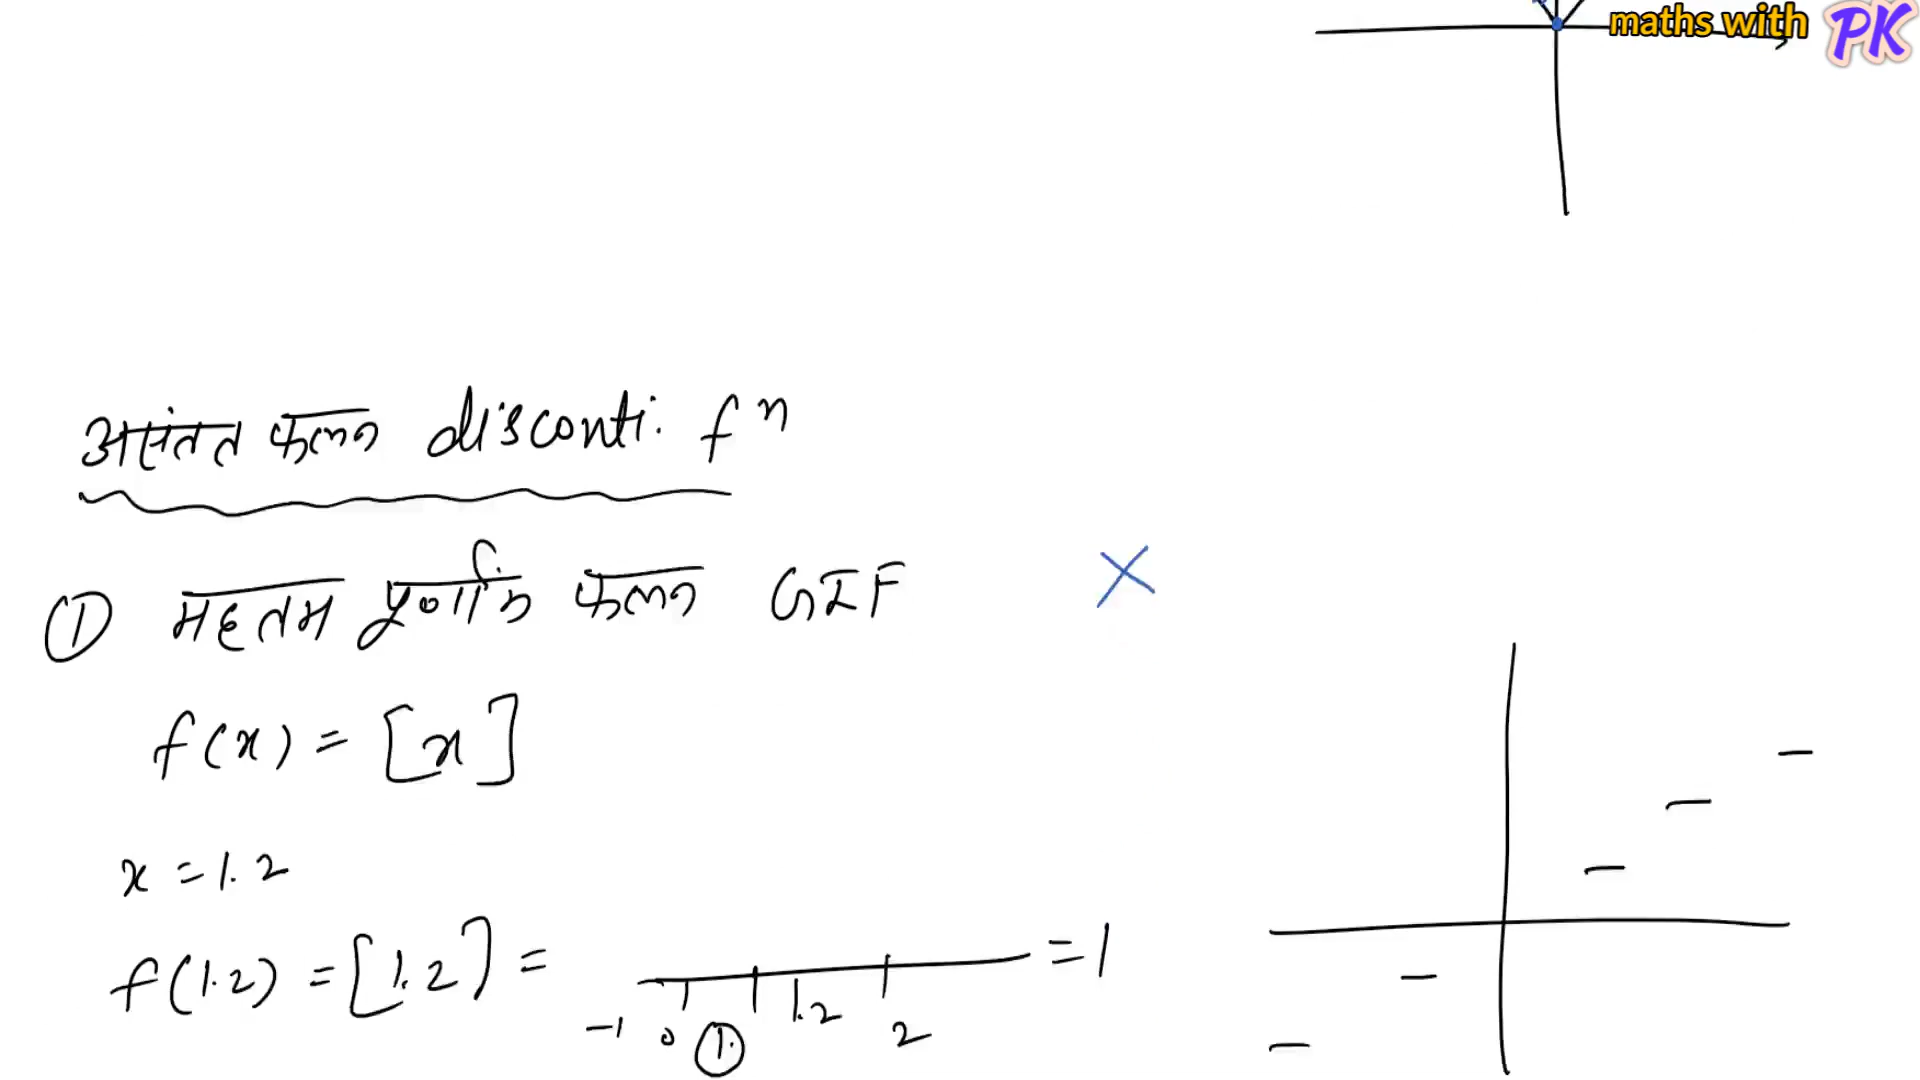 maths with PK
असंतत फलन disconti. fⁿ
① महत्तम पूर्णांक फलन GIF
f(x) = [x]
x = 1.2
f(1.2) = [1.2] = = 1
-1 0 ① 1.2 2